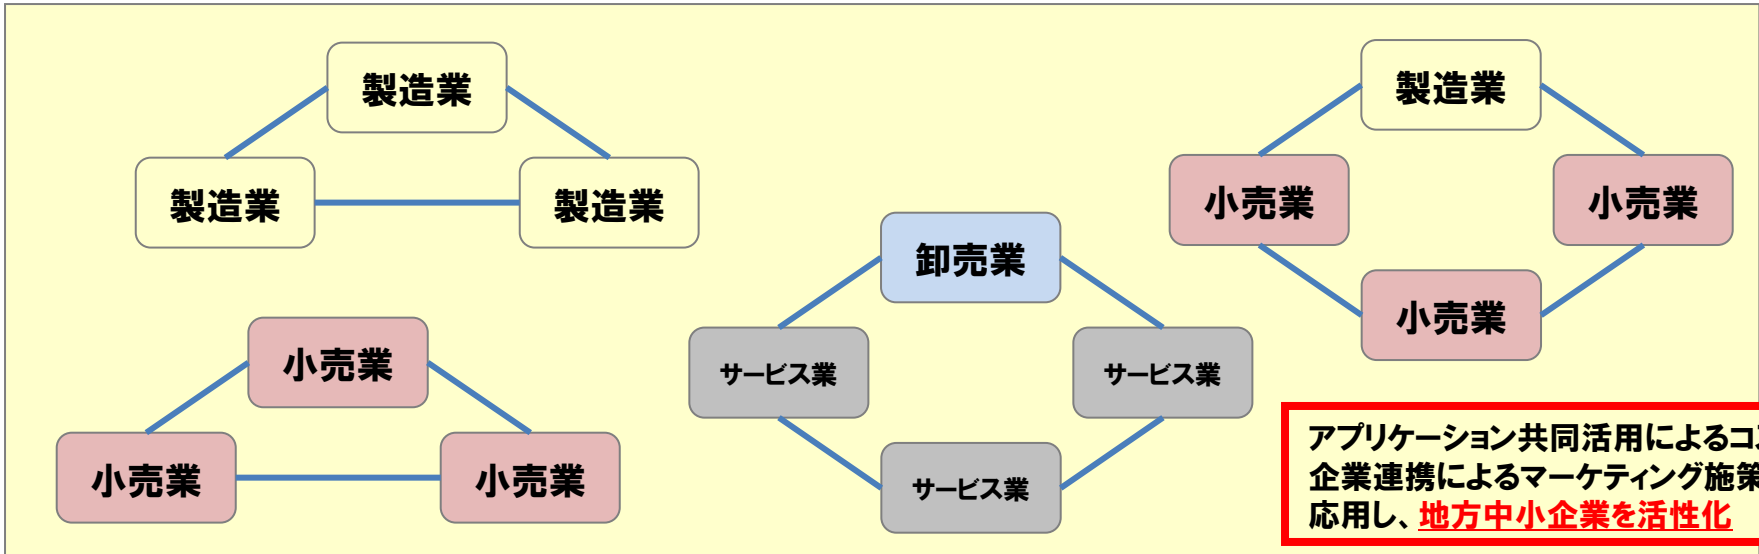 製造業
製造業
製造業
小売業
小売業
小売業
卸売業
サービス業
サービス業
サービス業
製造業
小売業
小売業
小売業
アプリケーション共同活用によるコ
企業連携によるマーケティング施策
応用し、地方中小企業を活性化